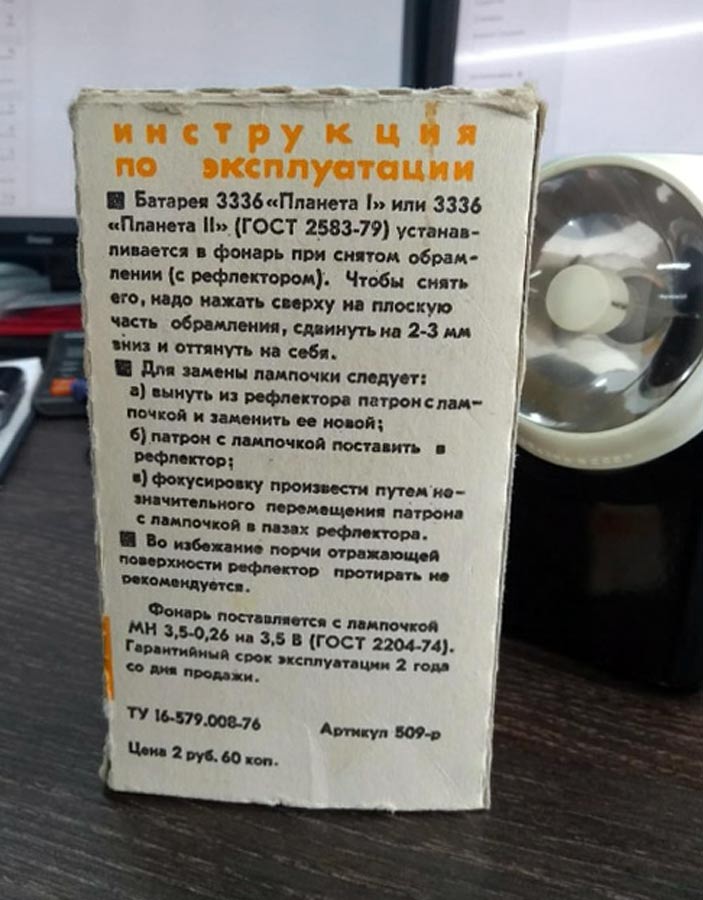 инструкция
по эксплуатации
Батарея 3336 «Планета I» или 3336
«Планета II» (ГОСТ 2583-79) устанав-
ливается в фонарь при снятом обрам-
лении (с рефлектором). Чтобы снять
его, надо нажать сверху на плоскую
часть обрамления, сдвинуть на 2-3 мм
вниз и оттянуть на себя.
Для замены лампочки следует:
а) вынуть из рефлектора патрон с лам-
почкой и заменить ее новой;
б) патрон с лампочкой поставить в
рефлектор;
в) фокусировку произвести путем не-
значительного перемещения патрона
с лампочкой в пазах рефлектора.
Во избежание порчи отражающей
поверхности рефлектор протирать не
рекомендуется.
Фонарь поставляется с лампочкой
МН 3,5-0,26 на 3,5 В (ГОСТ 2204-74).
Гарантийный срок эксплуатации 2 года
со дня продажи.
ТУ 16-579.008-76 Артикул 509-р
Цена 2 руб. 60 коп.